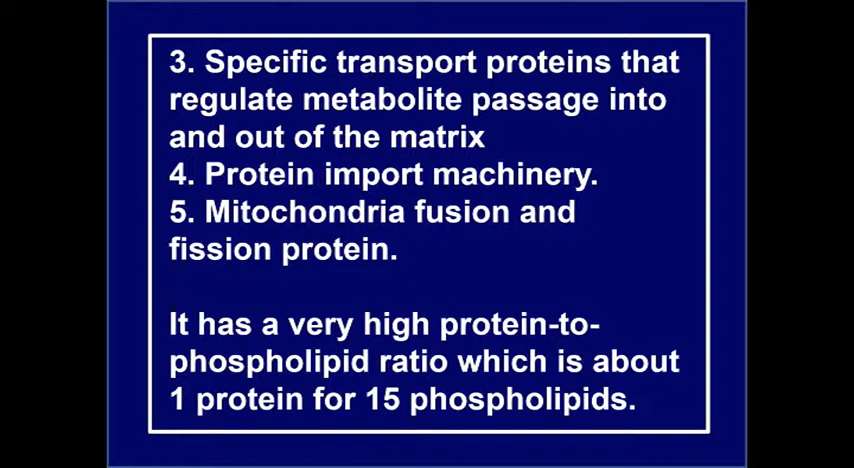 3. Specific transport proteins that
regulate metabolite passage into
and out of the matrix
4. Protein import machinery.
5. Mitochondria fusion and
fission protein.
It has a very high protein-to-
phospholipid ratio which is about
1 protein for 15 phospholipids.